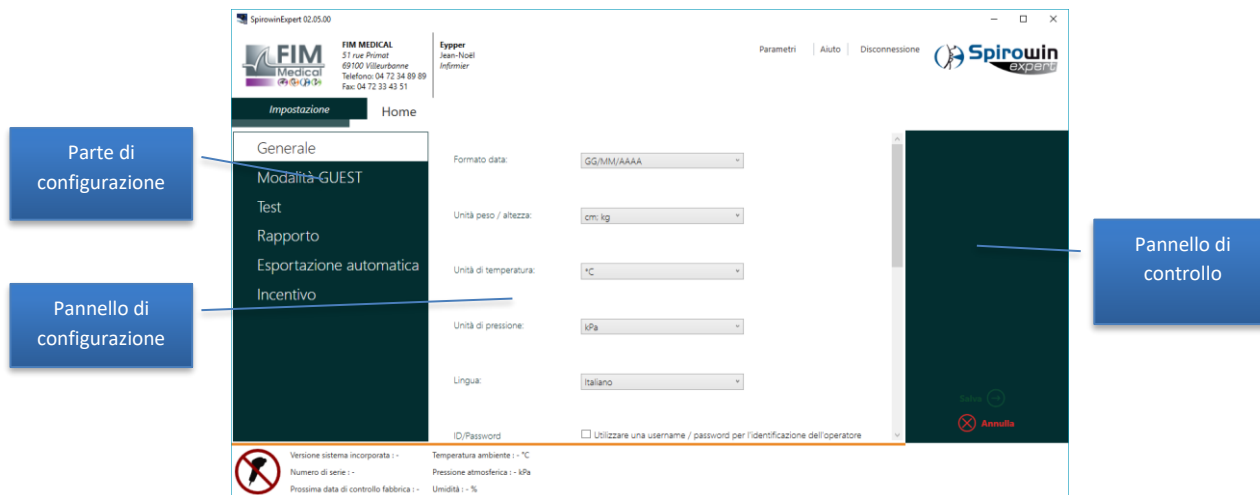 SpirowinExpert 02.05.00
FIM Medical
FIM MEDICAL
51 rue Primat
69100 Villeurbanne
Telefono: 04 72 34 89 89
Fax: 04 72 33 43 51
Eypper
Jean-Noël
Infirmier
Parametri
Aiuto
Disconnessione
Spirowin expert
Impostazione
Home
Parte di
configurazione
Generale
Modalità GUEST
Test
Rapporto
Esportazione automatica
Incentivo
Pannello di
configurazione
Formato data:
GG/MM/AAAA
Unità peso / altezza:
cm; kg
Unità di temperatura:
°C
Unità di pressione:
kPa
Lingua:
Italiano
ID/Password
Utilizzare una username / password per l'identificazione dell'operatore
Pannello di
controllo
Salva
Annulla
Versione sistema incorporata : -
Temperatura ambiente : - °C
Numero di serie : -
Pressione atmosferica : - kPa
Prossima data di controllo fabbrica : -
Umidità : - %